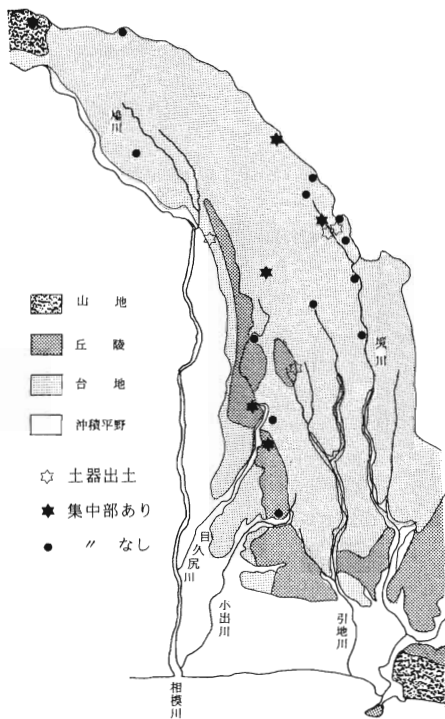 鳩川
山地
丘陵
台地
沖積平野
土器出土
集中部あり
〃 なし
境川
目久尻川
小出川
引地川
相模川